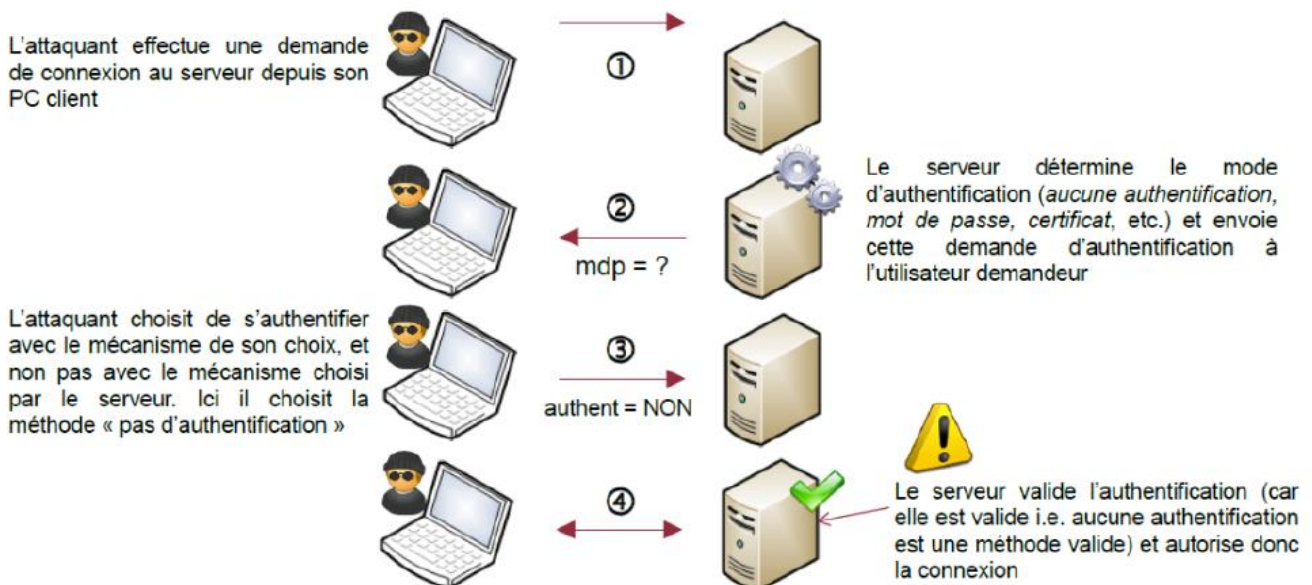 L'attaquant effectue une demande
de connexion au serveur depuis son
PC client
①
Le serveur détermine le mode
d'authentification (aucune authentification,
mot de passe, certificat, etc.) et envoie
cette demande d'authentification à
l'utilisateur demandeur
②
mdp = ?
L'attaquant choisit de s'authentifier
avec le mécanisme de son choix, et
non pas avec le mécanisme choisi
par le serveur. Ici il choisit la
méthode « pas d'authentification »
③
authent = NON
④
Le serveur valide l'authentification (car
elle est valide i.e. aucune authentification
est une méthode valide) et autorise donc
la connexion